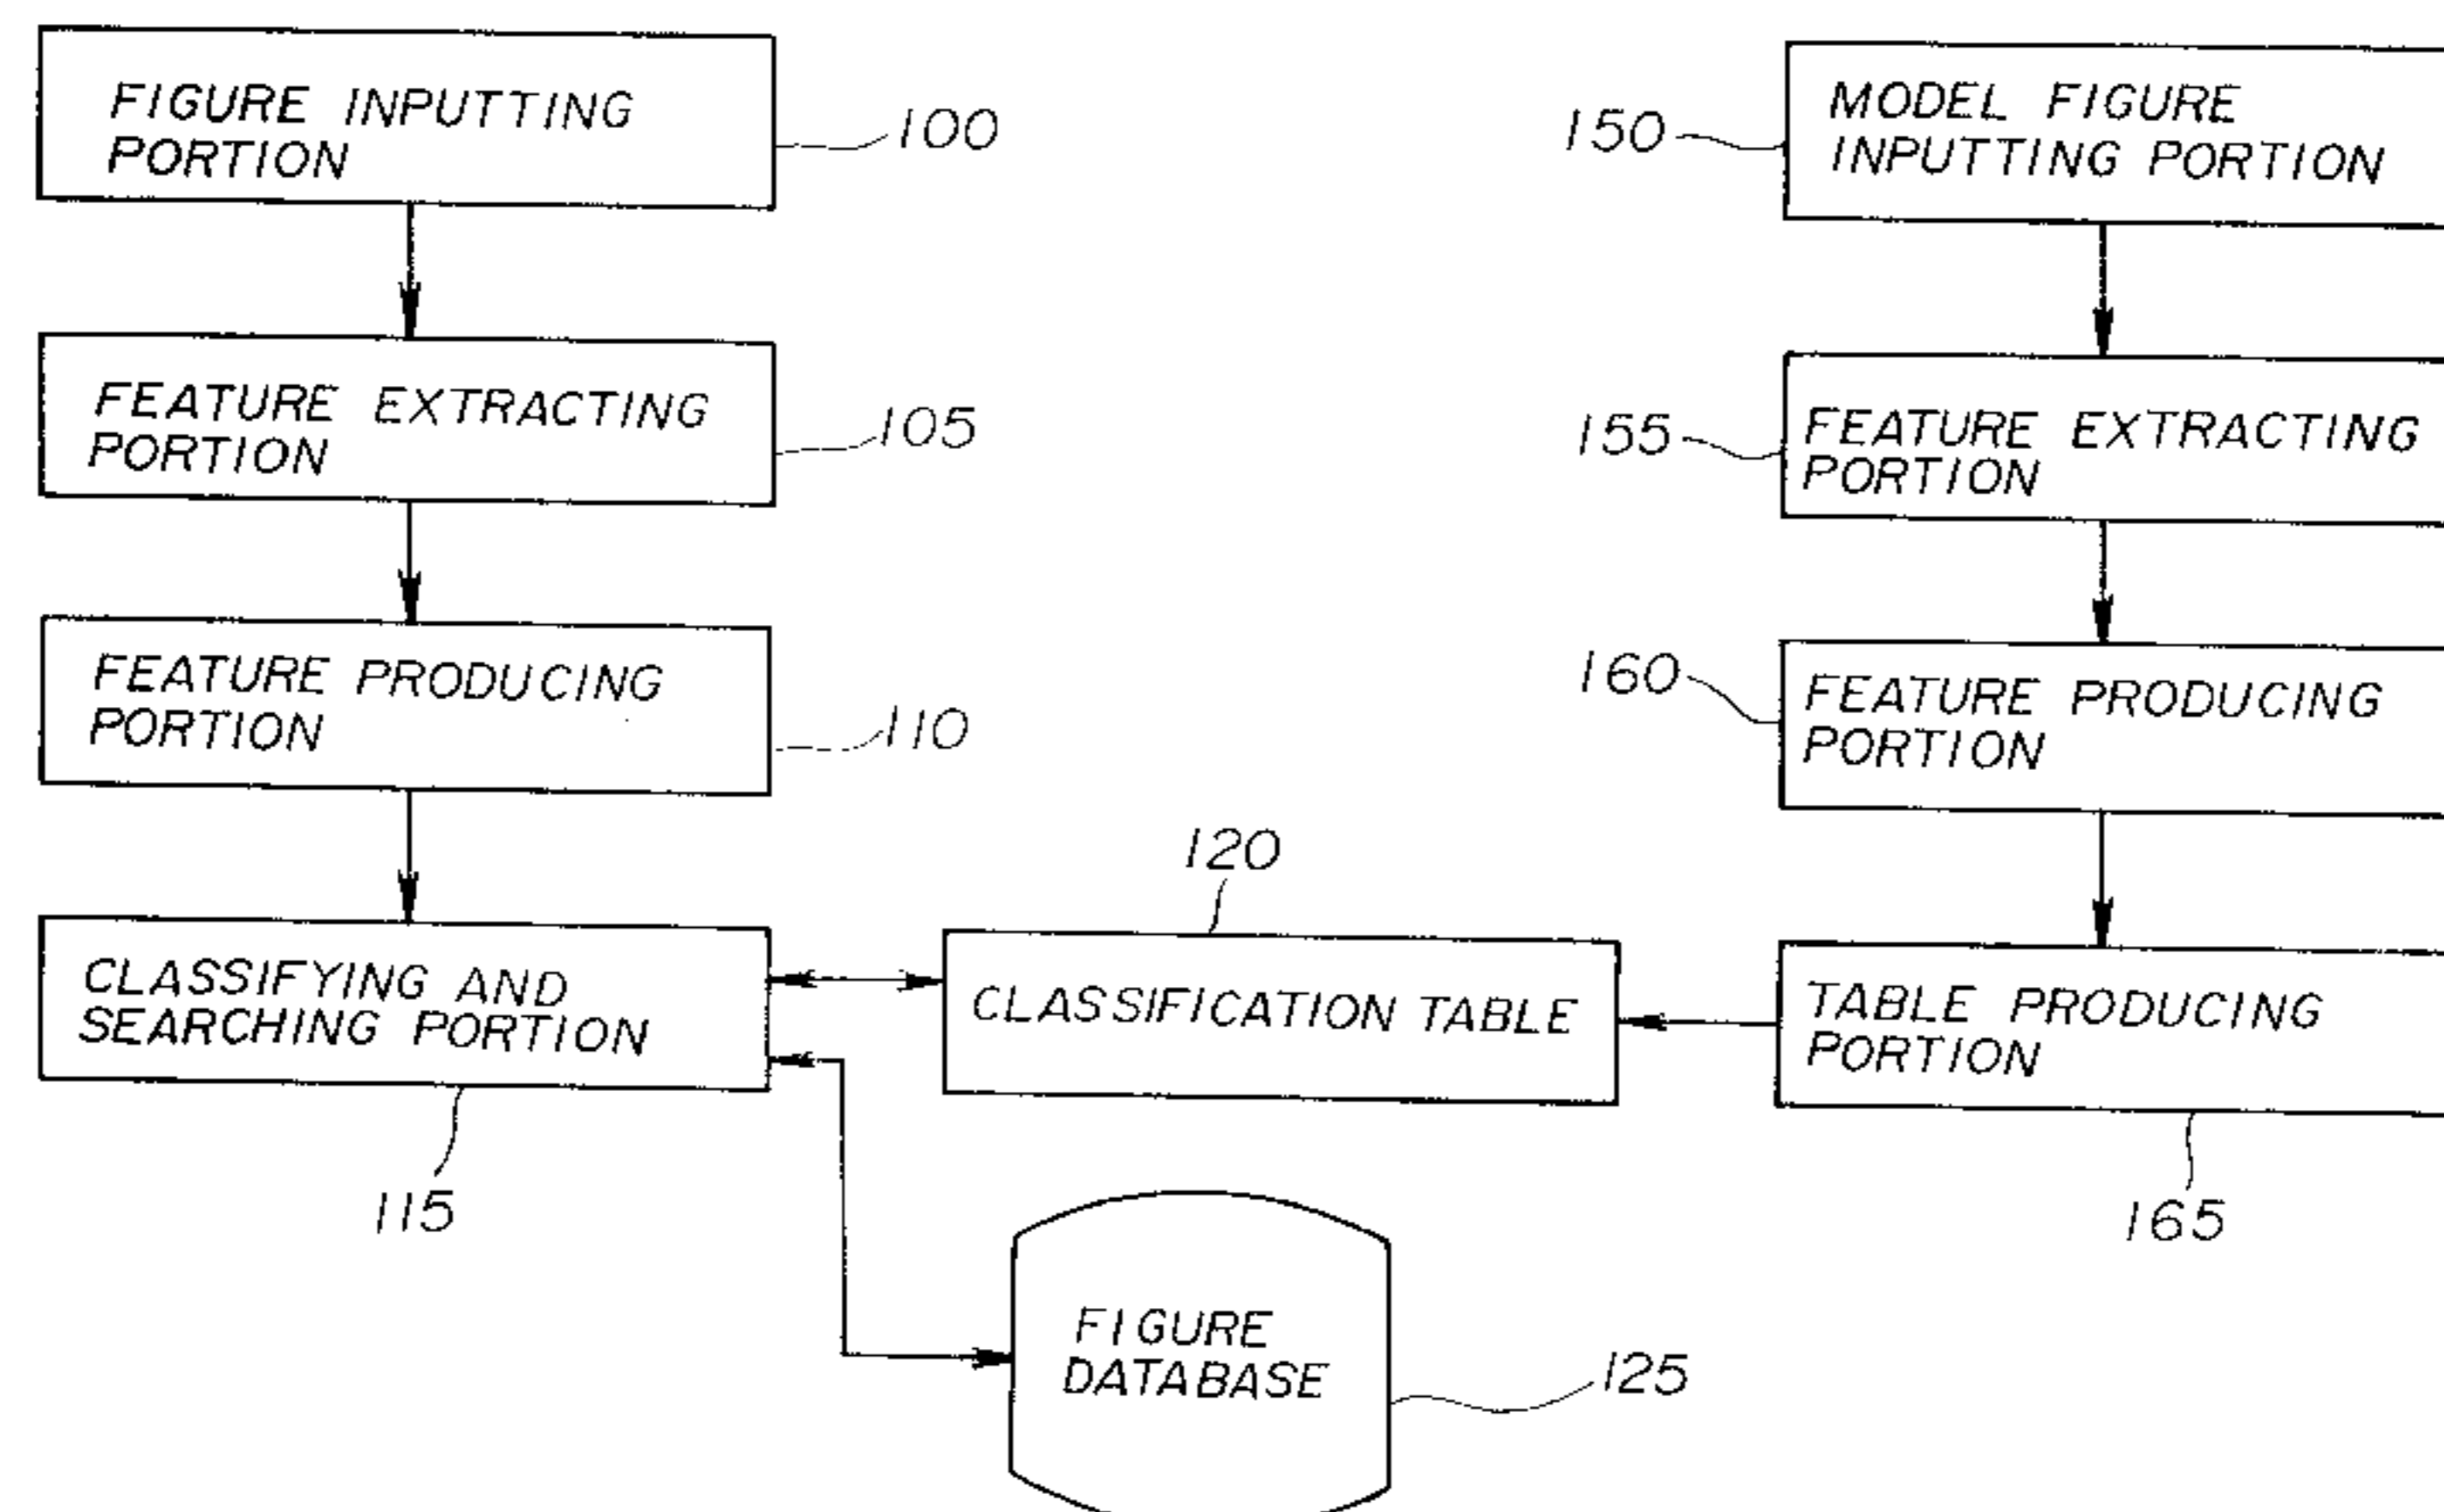 FIGURE INPUTTING
PORTION
100
FEATURE EXTRACTING
PORTION
105
FEATURE PRODUCING
PORTION
110
CLASSIFYING AND
SEARCHING PORTION
115
120
CLASSIFICATION TABLE
FIGURE
DATABASE
125
150
MODEL FIGURE
INPUTTING PORTION
155
FEATURE EXTRACTING
PORTION
160
FEATURE PRODUCING
PORTION
TABLE PRODUCING
PORTION
165